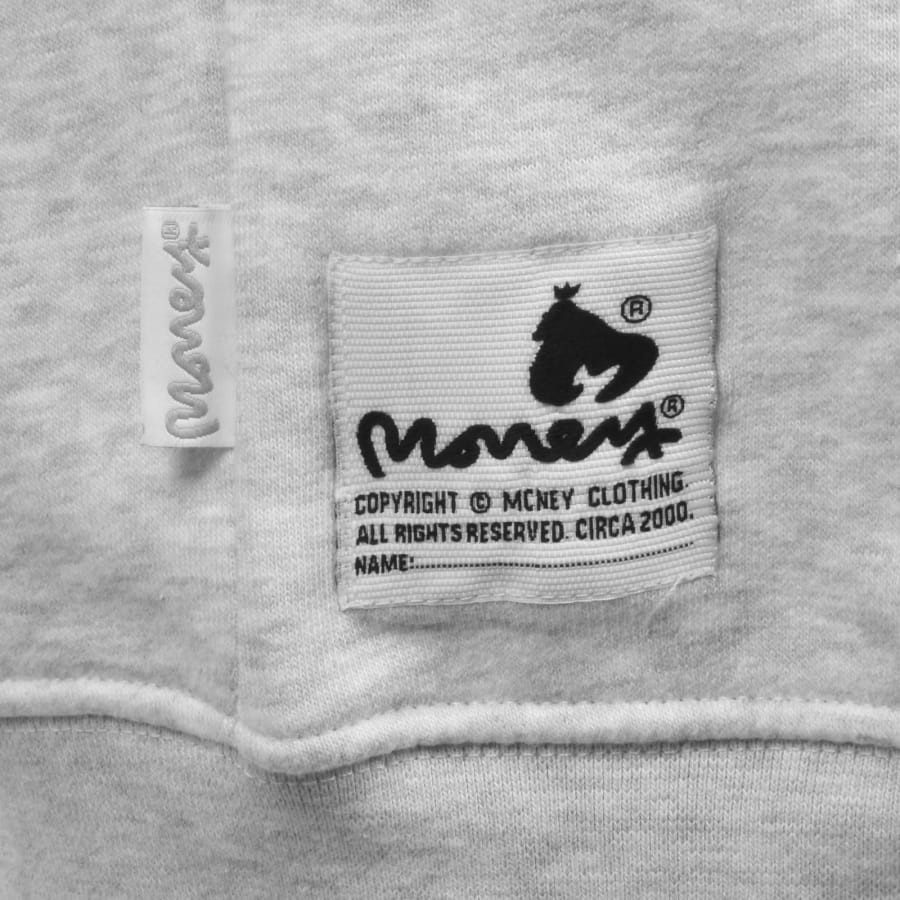 money®
®
money®
COPYRIGHT © MCNEY CLOTHING.
ALL RIGHTS RESERVED. CIRCA 2000.
NAME:....................................................